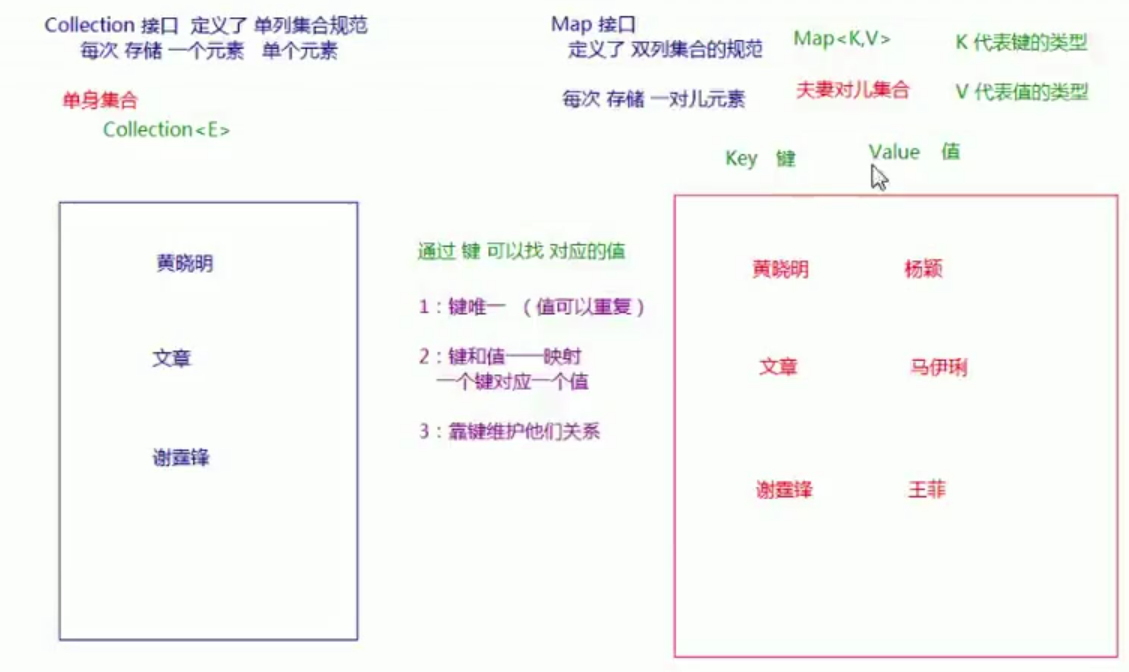 Collection 接口 定义了 单列集合规范
每次 存储 一个元素 单个元素
单身集合
Collection<E>
黄晓明
文章
谢霆锋
Map 接口
定义了 双列集合的规范
Map<K,V>
K 代表键的类型
每次 存储 一对儿元素
夫妻对儿集合
V 代表值的类型
Key 键
Value 值
通过 键 可以找 对应的值
1：键唯一 （值可以重复）
2：键和值一一映射
一个键对应一个值
3：靠键维护他们关系
黄晓明 杨颖
文章 马伊琍
谢霆锋 王菲